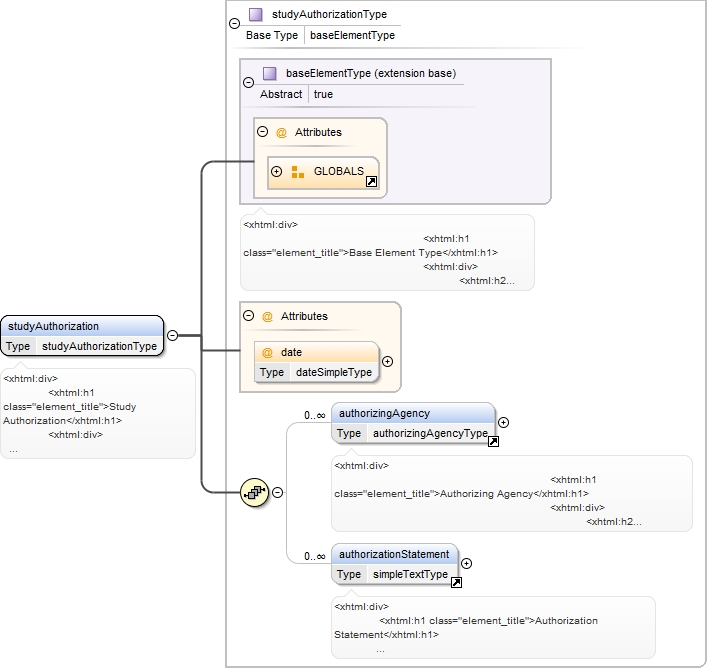 studyAuthorizationType
Base Type baseElementType
baseElementType (extension base)
Abstract true
@ Attributes
GLOBALS
<xhtml:div>
<xhtml:h1
class="element_title">Base Element Type</xhtml:h1>
<xhtml:div>
<xhtml:h2...
studyAuthorization
Type studyAuthorizationType
<xhtml:div>
<xhtml:h1
class="element_title">Study
Authorization</xhtml:h1>
<xhtml:div>
...
@ Attributes
@ date
Type dateSimpleType
0..∞
authorizingAgency
Type authorizingAgencyType
<xhtml:div>
<xhtml:h1
class="element_title">Authorizing Agency</xhtml:h1>
<xhtml:div>
<xhtml:h2...
0..∞
authorizationStatement
Type simpleTextType
<xhtml:div>
<xhtml:h1 class="element_title">Authorization
Statement</xhtml:h1>
...